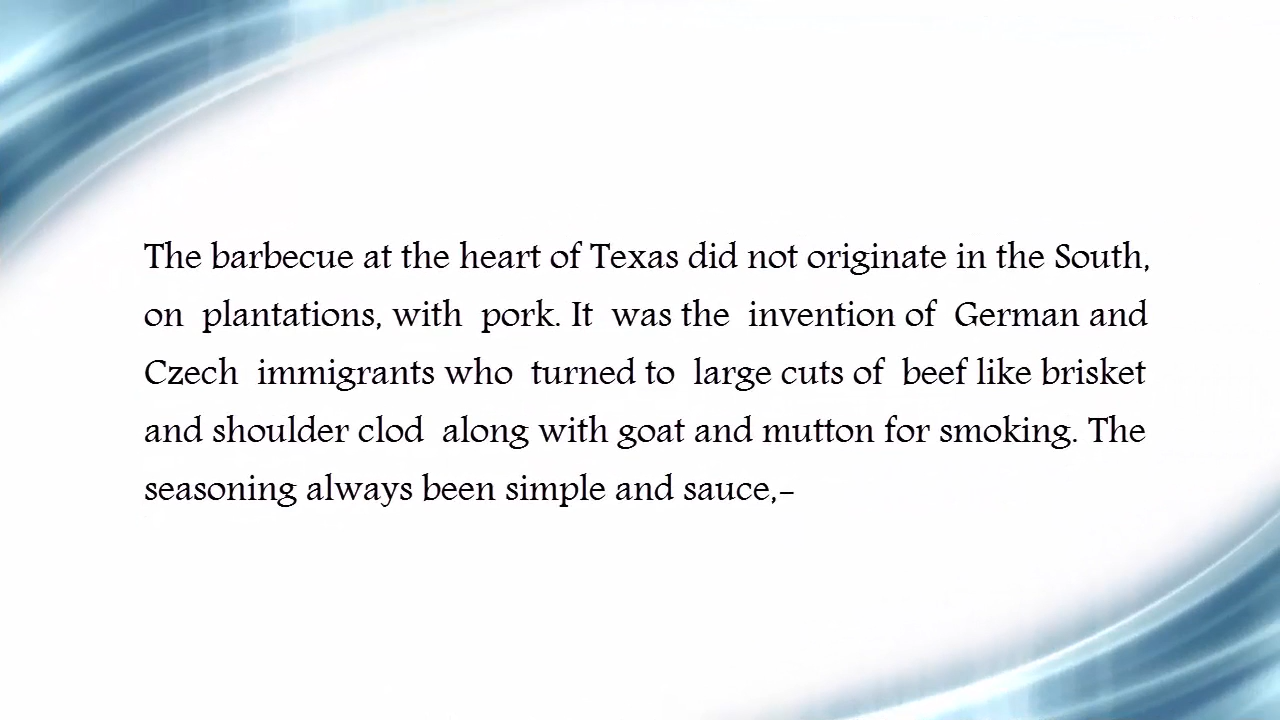 The barbecue at the heart of Texas did not originate in the South,
on plantations, with pork. It was the invention of German and
Czech immigrants who turned to large cuts of beef like brisket
and shoulder clod along with goat and mutton for smoking. The
seasoning always been simple and sauce,-